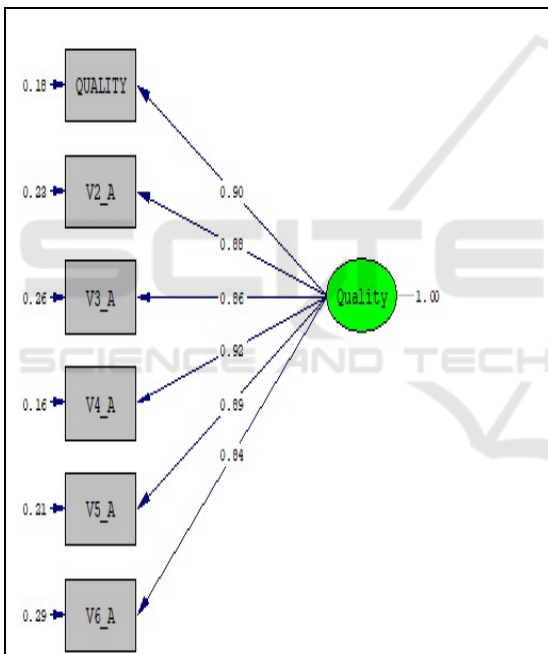 0.18 QUALITY
0.90
0.23 V2_A
0.88
SCITE
0.26 V3_A
0.86
Quality 1.00
SCIENCE AND TECH
0.92
0.16 V4_A
0.89
0.84
0.21 V5_A
0.29 V6_A